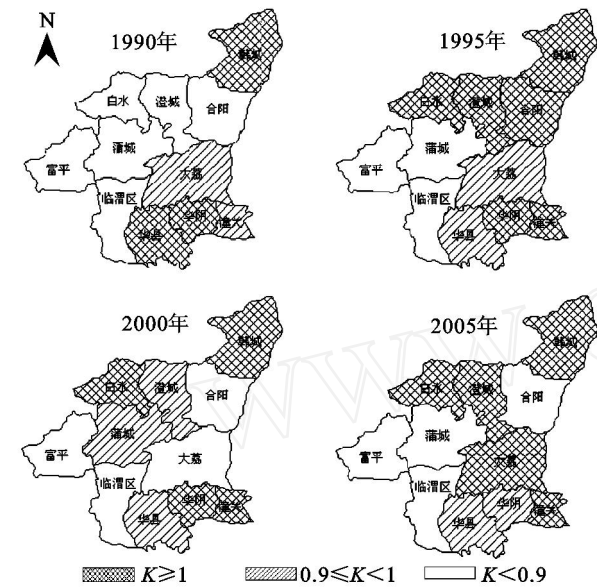 N
1990年
韩城
白水
澄城
合阳
蒲城
富平
大荔
临渭区
华县
华阴
潼关
1995年
韩城
白水
澄城
合阳
蒲城
富平
大荔
临渭区
华县
华阴
潼关
2000年
韩城
白水
澄城
合阳
蒲城
富平
大荔
临渭区
华县
华阴
潼关
2005年
韩城
白水
澄城
合阳
蒲城
富平
大荔
临渭区
华县
华阴
潼关
K≥1
0.9≤K<1
K<0.9
www